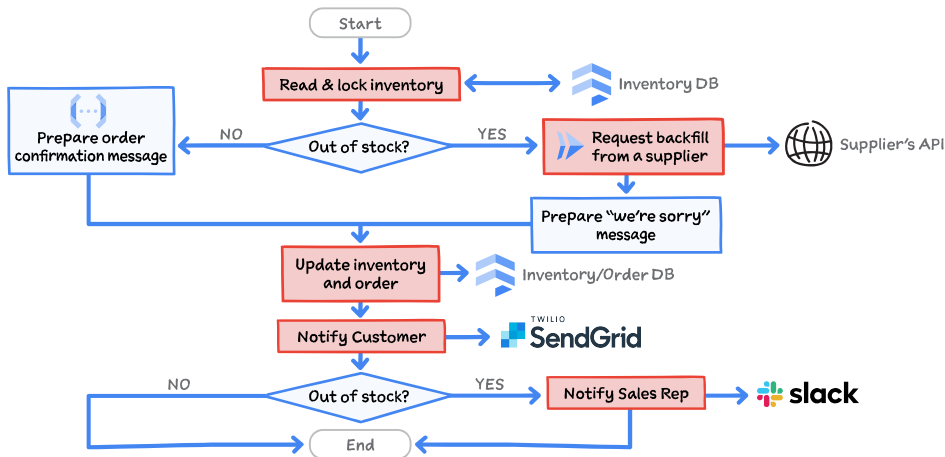 Start
Read & lock inventory
Inventory DB
Prepare order
confirmation message
NO
Out of stock?
YES
Request backfill
from a supplier
Supplier's API
Prepare “we're sorry”
message
Update inventory
and order
Inventory/Order DB
Notify Customer
TWILIO
SendGrid
NO
Out of stock?
YES
Notify Sales Rep
slack
End